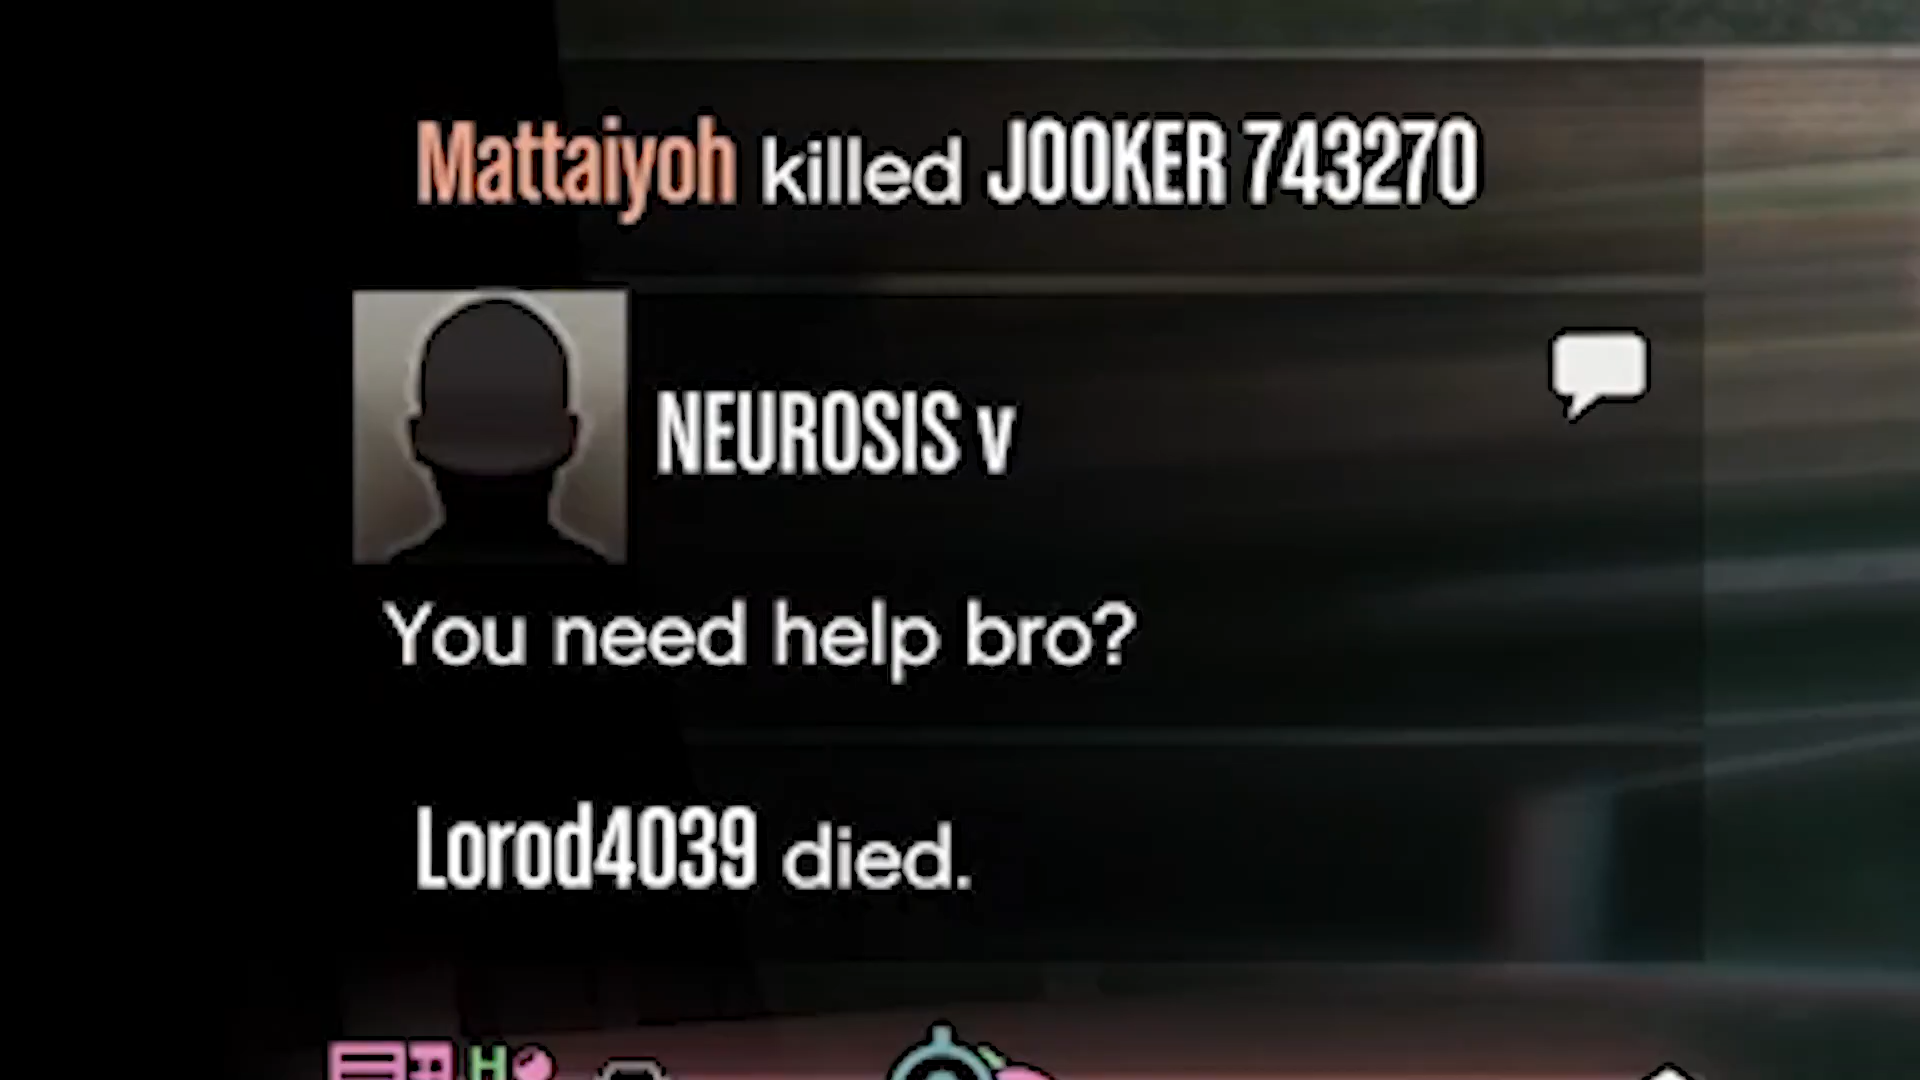 Mattaiyoh killed JOOKER 743270
NEUROSIS v
You need help bro?
Lorod4039 died.
H